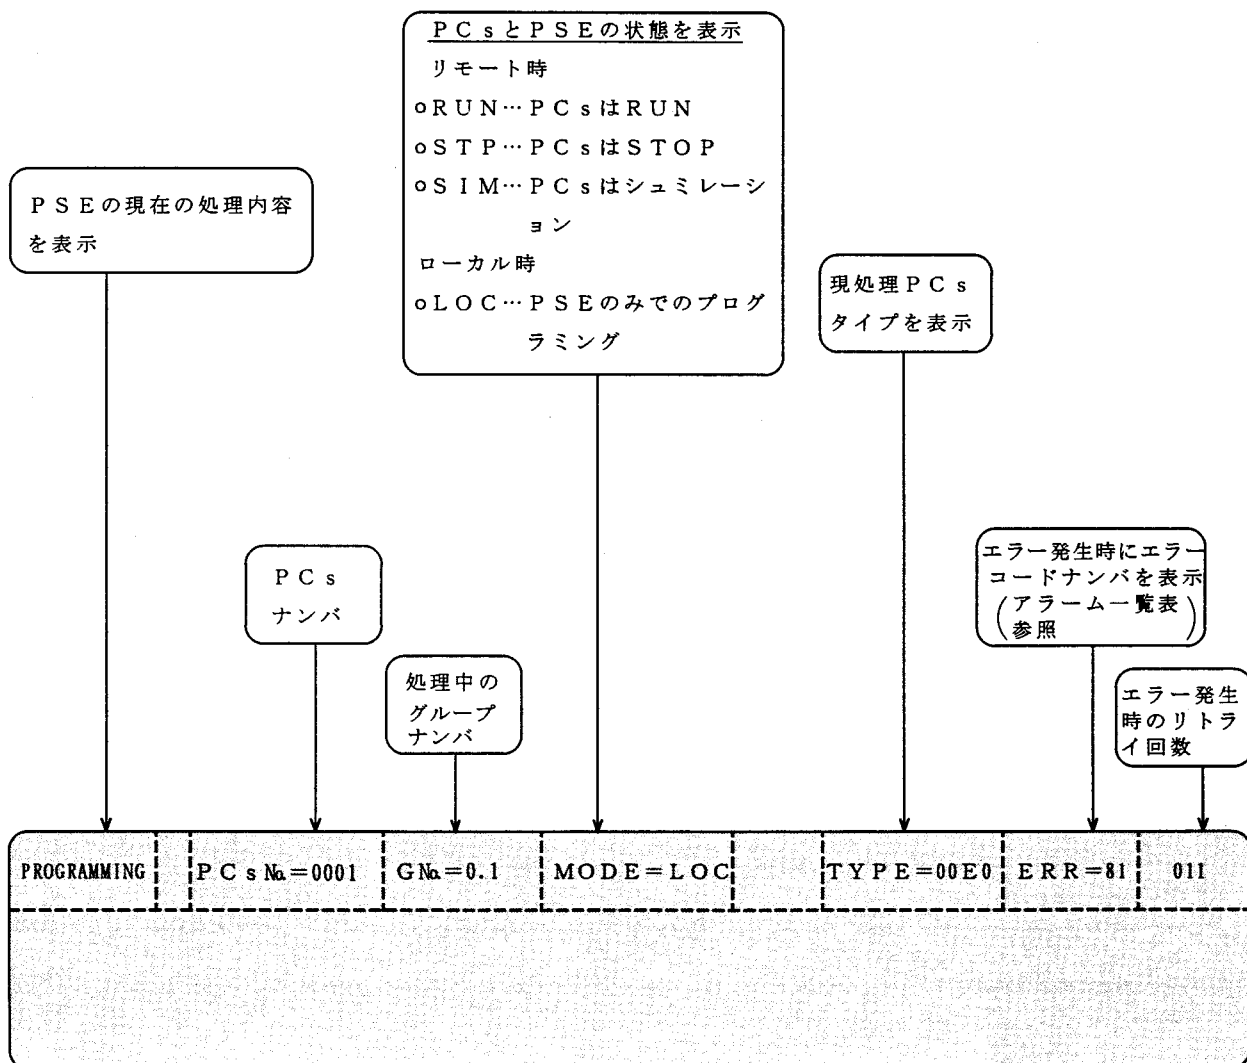 ＰＣｓとＰＳＥの状態を表示
リモート時
○ＲＵＮ…ＰＣｓはＲＵＮ
○ＳＴＰ…ＰＣｓはＳＴＯＰ
○ＳＩＭ…ＰＣｓはシュミレーシ
ョン
ローカル時
○ＬＯＣ…ＰＳＥのみでのプログ
ラミング
ＰＳＥの現在の処理内容
を表示
現処理ＰＣｓ
タイプを表示
ＰＣｓ
ナンバ
処理中の
グループ
ナンバ
エラー発生時にエラー
コードナンバを表示
(アラーム一覧表
参照)
エラー発生
時のリトラ
イ回数
PROGRAMMING ＰＣｓ№=0001 G№=0.1 MODE=LOC TYPE=00E0 ERR=81 011